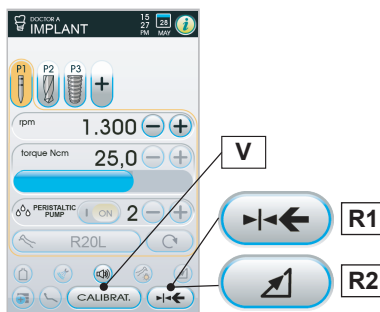 DOCTOR A
IMPLANT
15
27
PM
28
MAY
i
P1
P2
P3
+
rpm
1.300
torque Ncm
25,0
PERISTALTIC
PUMP
I ON
2
R20L
CALIBRAT.
V
R1
R2